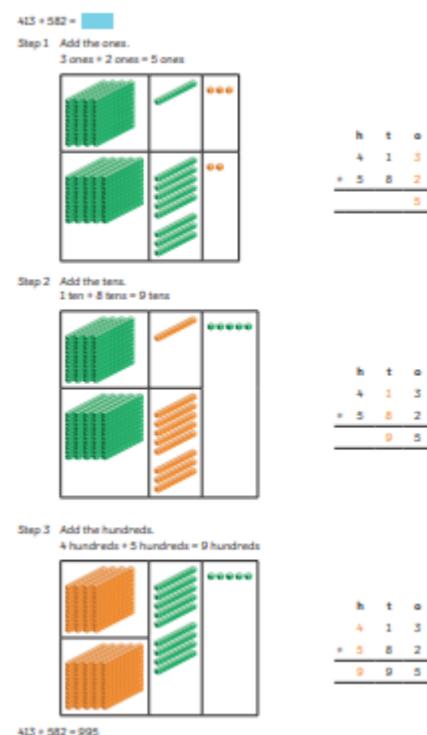 413 + 582 =
Step 1 Add the ones.
3 ones + 2 ones = 5 ones
h t o
4 1 3
+ 5 8 2
5
Step 2 Add the tens.
1 ten + 8 tens = 9 tens
h t o
4 1 3
+ 5 8 2
9 5
Step 3 Add the hundreds.
4 hundreds + 5 hundreds = 9 hundreds
h t o
4 1 3
+ 5 8 2
9 9 5
413 + 582 = 995